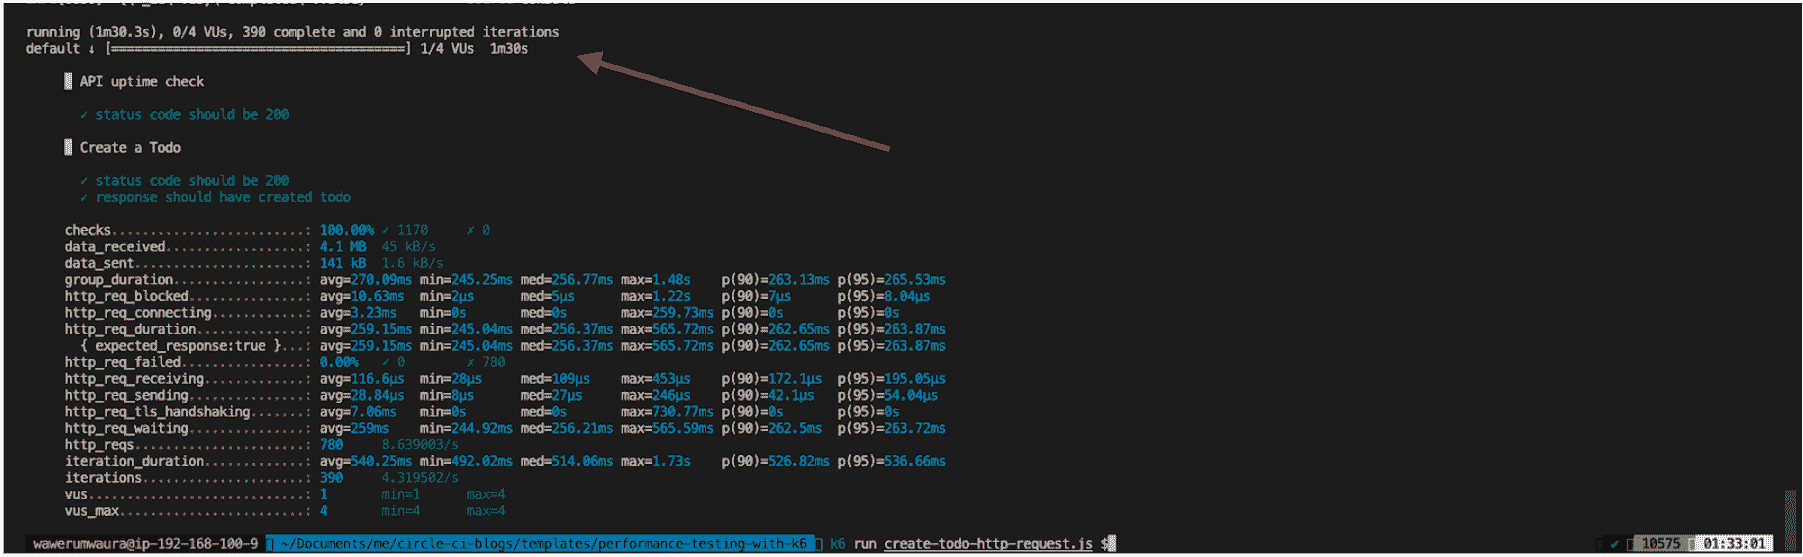 running (1m30.3s), 0/4 VUs, 390 complete and 0 interrupted iterations
default ↓ [======================================] 1/4 VUs  1m30s
█ API uptime check
✓ status code should be 200
█ Create a Todo
✓ status code should be 200
✓ response should have created todo
checks.........................: 100.00% ✓ 1170     ✗ 0
data_received..................: 4.1 MB  45 kB/s
data_sent......................: 141 kB  1.6 kB/s
group_duration.................: avg=270.09ms min=245.25ms med=256.77ms max=1.48s    p(90)=263.13ms p(95)=265.53ms
http_req_blocked...............: avg=10.63ms  min=2µs      med=5µs      max=1.22s    p(90)=7µs      p(95)=8.04µs
http_req_connecting............: avg=3.23ms   min=0s       med=0s       max=259.73ms p(90)=0s       p(95)=0s
http_req_duration..............: avg=259.15ms min=245.04ms med=256.37ms max=565.72ms p(90)=262.65ms p(95)=263.87ms
{ expected_response:true }...: avg=259.15ms min=245.04ms med=256.37ms max=565.72ms p(90)=262.65ms p(95)=263.87ms
http_req_failed................: 0.00%   ✓ 0        ✗ 780
http_req_receiving.............: avg=116.6µs  min=28µs     med=109µs    max=453µs    p(90)=172.1µs  p(95)=195.05µs
http_req_sending...............: avg=28.84µs  min=8µs      med=27µs     max=246µs    p(90)=42.1µs   p(95)=54.04µs
http_req_tls_handshaking.......: avg=7.06ms   min=0s       med=0s       max=730.77ms p(90)=0s       p(95)=0s
http_req_waiting...............: avg=259ms    min=244.92ms med=256.21ms max=565.59ms p(90)=262.5ms  p(95)=263.72ms
http_reqs......................: 780     8.639003/s
iteration_duration.............: avg=540.25ms min=492.02ms med=514.06ms max=1.73s    p(90)=526.82ms p(95)=536.66ms
iterations.....................: 390     4.319502/s
vus............................: 1       min=1      max=4
vus_max........................: 4       min=4      max=4
wawerumwaura@ip-192-168-100-9 ~/Documents/me/circle-ci-blogs/templates/performance-testing-with-k6 k6 run create-todo-http-request.js $ ✓ 10575 01:33:01